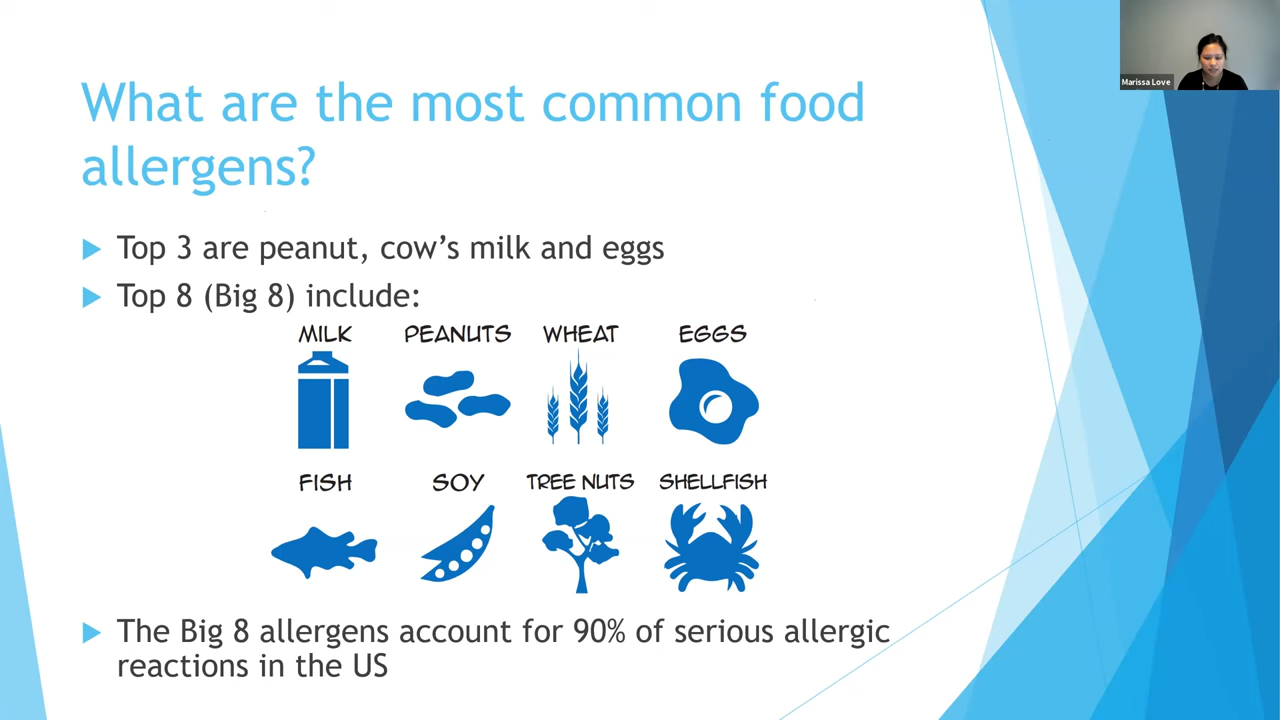 What are the most common food
allergens?
Marissa Love
Top 3 are peanut, cow's milk and eggs
Top 8 (Big 8) include:
MILK PEANUTS WHEAT EGGS
FISH SOY TREE NUTS SHELLFISH
The Big 8 allergens account for 90% of serious allergic
reactions in the US